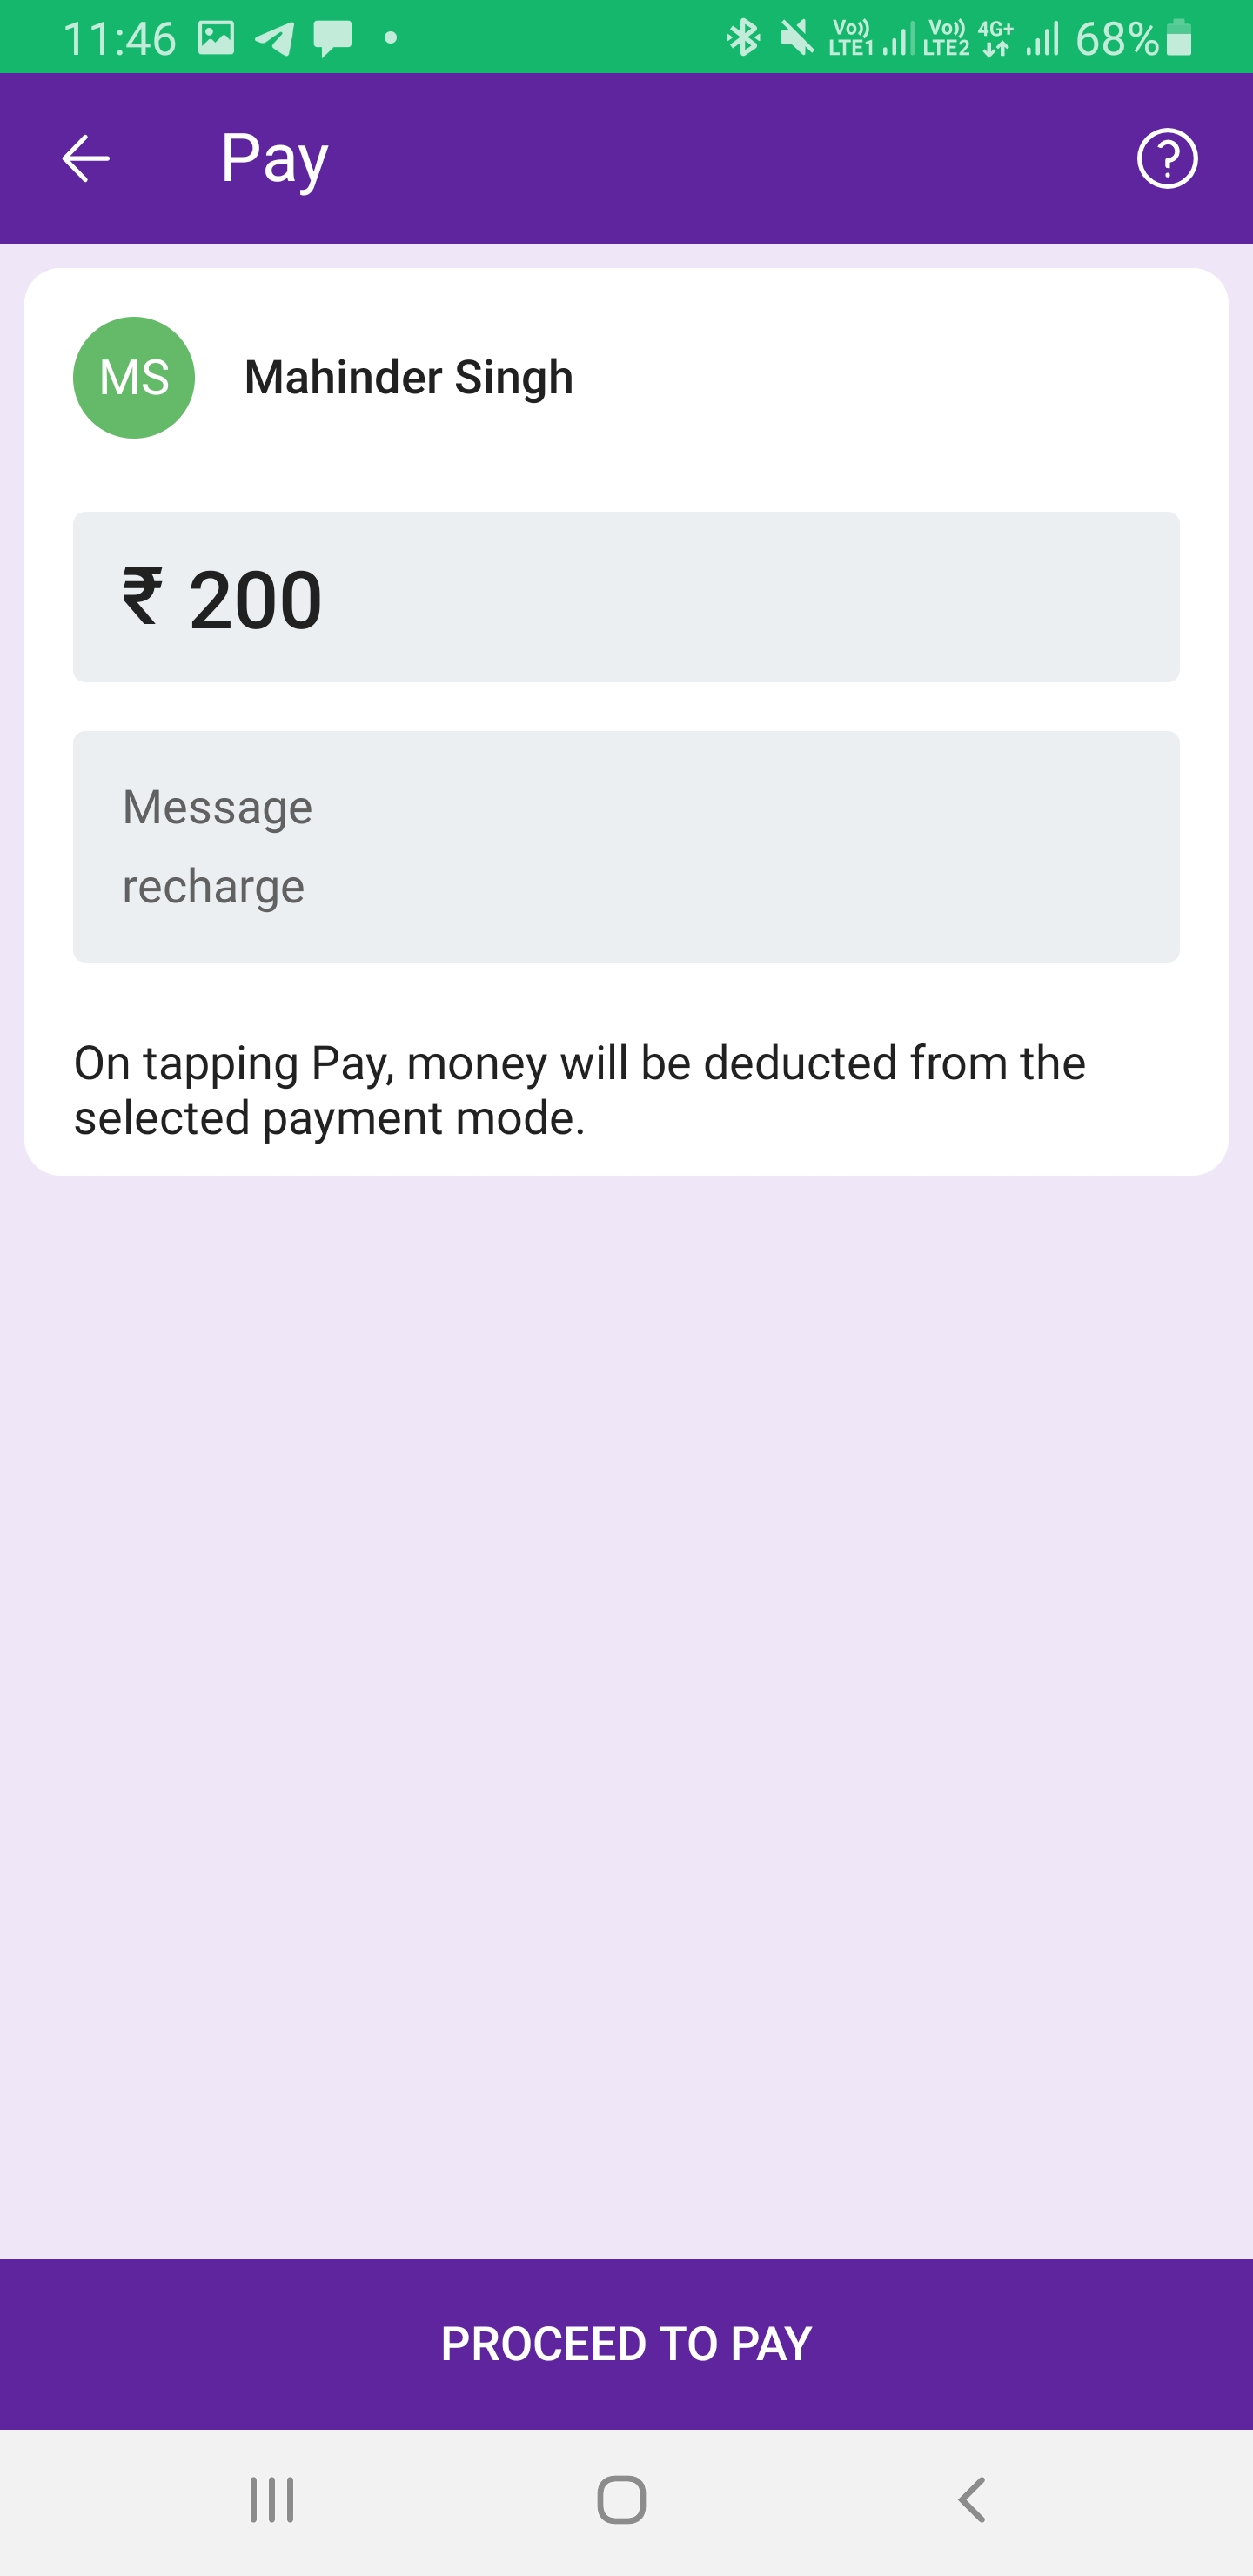 11:46 Vo)) LTE1 Vo)) LTE2 4G+ 68%
Pay
?
MS Mahinder Singh
₹ 200
Message
recharge
On tapping Pay, money will be deducted from the
selected payment mode.
PROCEED TO PAY